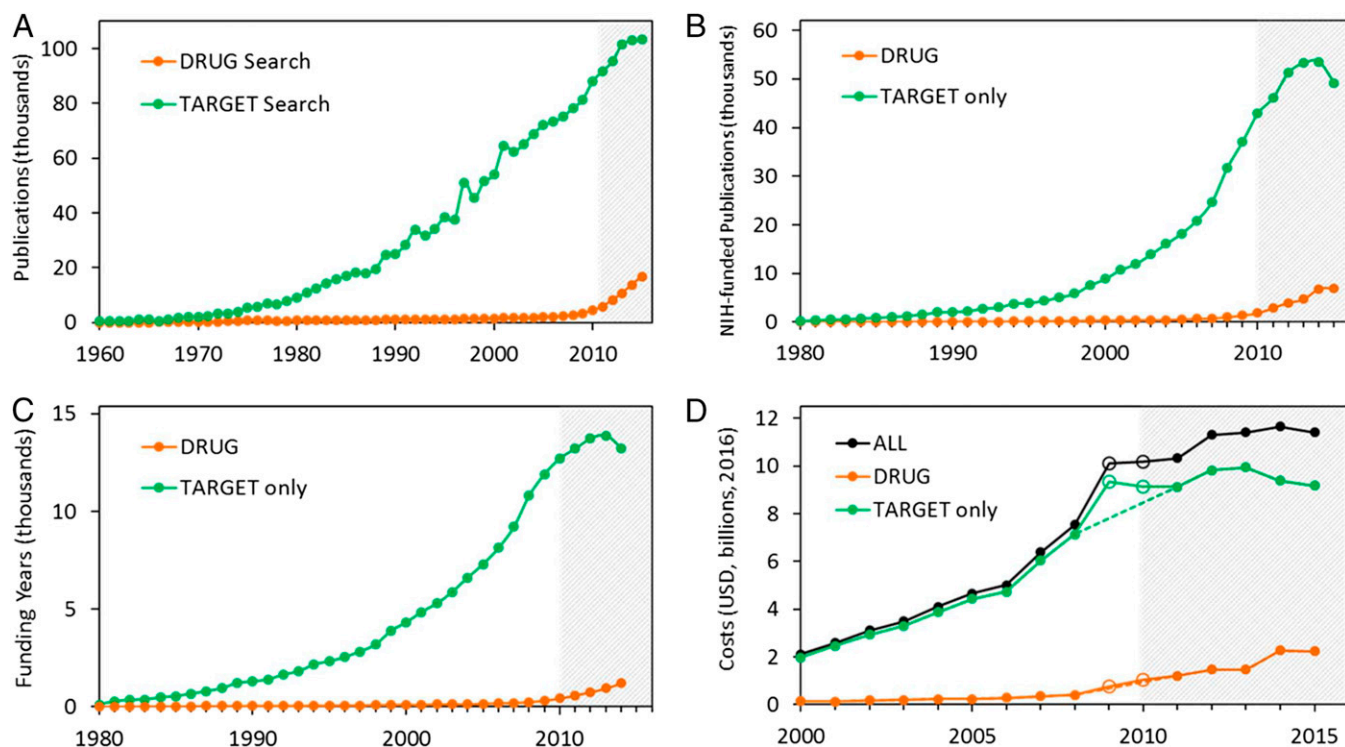 A
Publications (thousands)
100
80
60
40
20
0
DRUG Search
TARGET Search
1960 1970 1980 1990 2000 2010
B
NIH-funded Publications (thousands)
60
50
40
30
20
10
0
DRUG
TARGET only
1980 1990 2000 2010
C
Funding Years (thousands)
15
10
5
0
DRUG
TARGET only
1980 1990 2000 2010
D
Costs (USD, billions, 2016)
12
10
8
6
4
2
0
ALL
DRUG
TARGET only
2000 2005 2010 2015